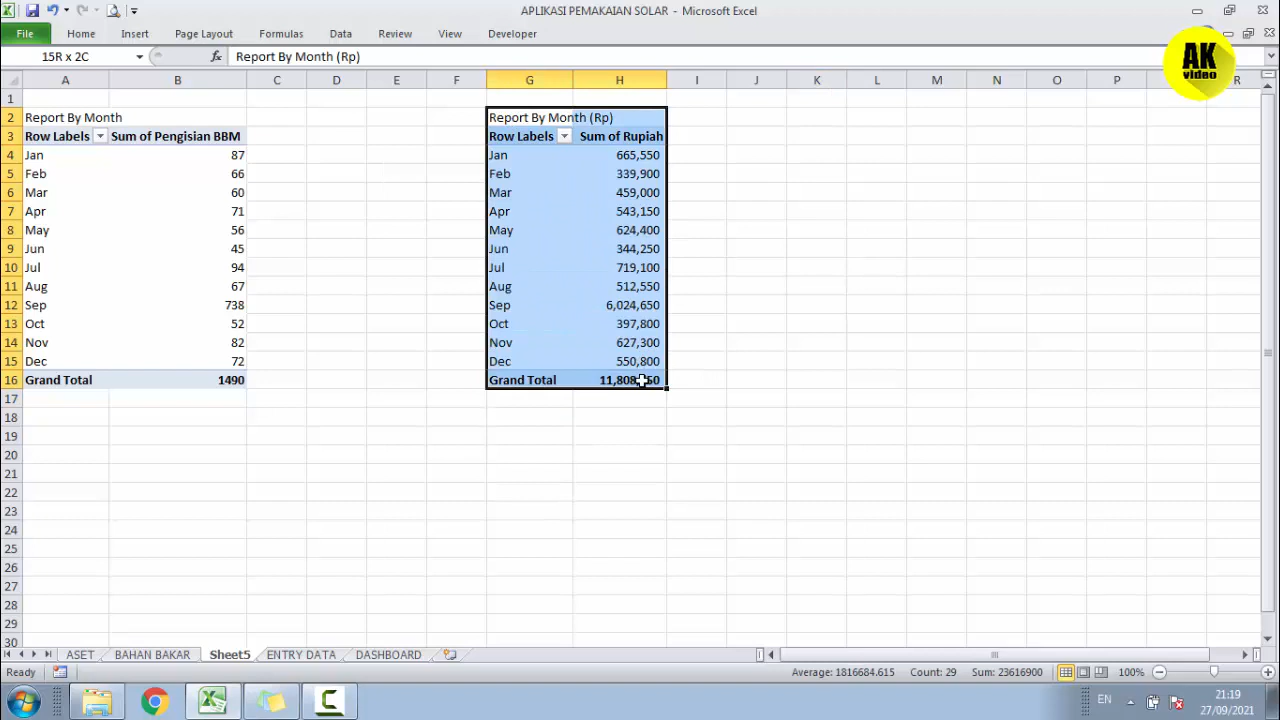 APLIKASI PEMAKAIAN SOLAR - Microsoft Excel
File Home Insert Page Layout Formulas Data Review View Developer
AK
video
15R x 2C fx Report By Month (Rp)
A B C D E F G H I J K L M N O P Q R
1
2 Report By Month Report By Month (Rp)
3 Row Labels Sum of Pengisian BBM Row Labels Sum of Rupiah
4 Jan 87 Jan 665,550
5 Feb 66 Feb 339,900
6 Mar 60 Mar 459,000
7 Apr 71 Apr 543,150
8 May 56 May 624,400
9 Jun 45 Jun 344,250
10 Jul 94 Jul 719,100
11 Aug 67 Aug 512,550
12 Sep 738 Sep 6,024,650
13 Oct 52 Oct 397,800
14 Nov 82 Nov 627,300
15 Dec 72 Dec 550,800
16 Grand Total 1490 Grand Total
17
18
19
20
21
22
23
24
25
26
27
28
29
30
ASET BAHAN BAKAR Sheet5 ENTRY DATA DASHBOARD
Ready Average: 1816684.615 Count: 29 Sum: 23616900 100%
EN 21:19
27/09/2021